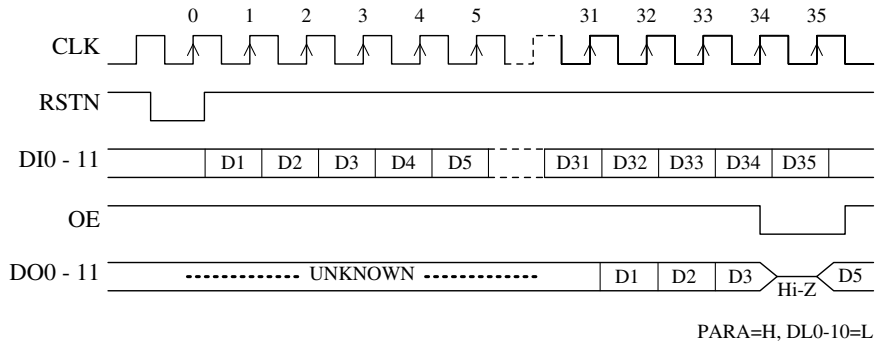 0 1 2 3 4 5 31 32 33 34 35
CLK
RSTN
DI0 - 11 D1 D2 D3 D4 D5 D31 D32 D33 D34 D35
OE
DO0 - 11 UNKNOWN D1 D2 D3 Hi-Z D5
PARA=H, DL0-10=L